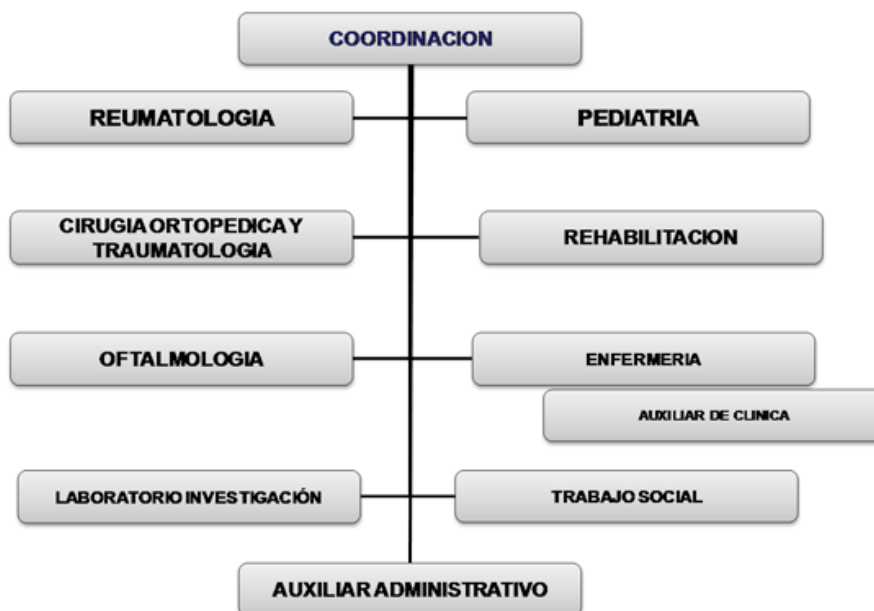 COORDINACION
REUMATOLOGIA
PEDIATRIA
CIRUGIA ORTOPEDICA Y
TRAUMATOLOGIA
REHABILITACION
OFTALMOLOGIA
ENFERMERIA
AUXILIAR DE CLINICA
LABORATORIO INVESTIGACIÓN
TRABAJO SOCIAL
AUXILIAR ADMINISTRATIVO